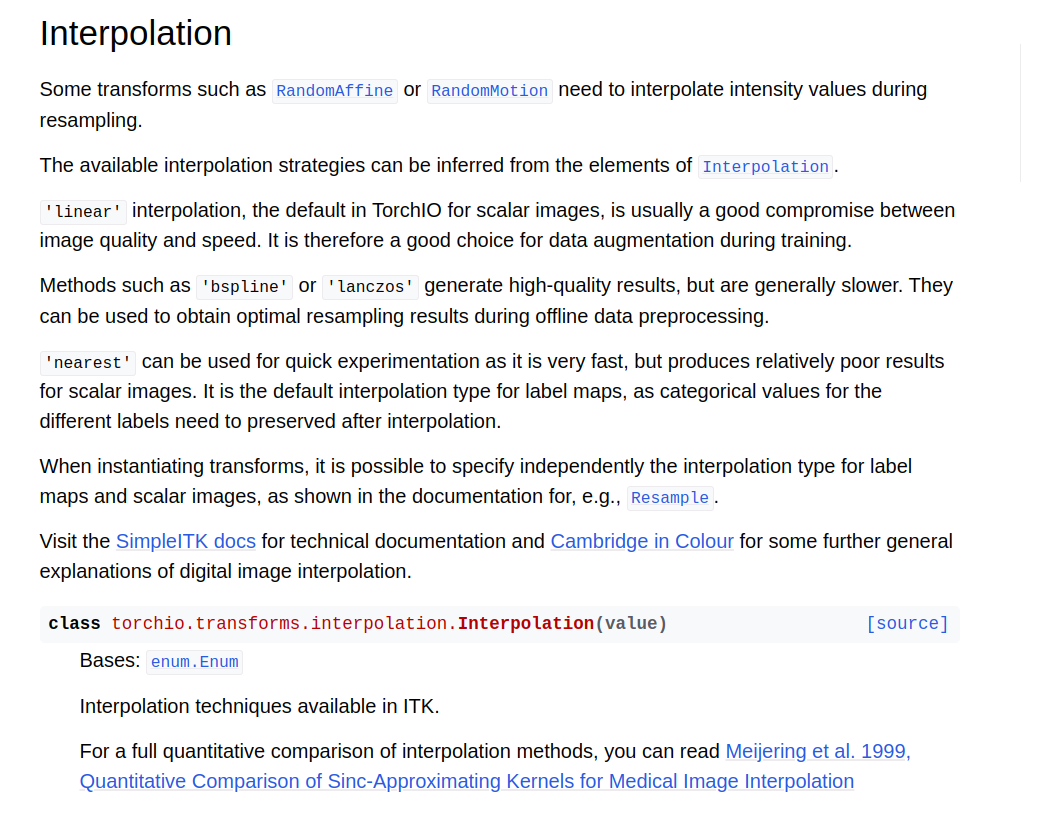 Interpolation
Some transforms such as RandomAffine or RandomMotion need to interpolate intensity values during
resampling.
The available interpolation strategies can be inferred from the elements of Interpolation.
'linear' interpolation, the default in TorchIO for scalar images, is usually a good compromise between
image quality and speed. It is therefore a good choice for data augmentation during training.
Methods such as 'bspline' or 'lanczos' generate high-quality results, but are generally slower. They
can be used to obtain optimal resampling results during offline data preprocessing.
'nearest' can be used for quick experimentation as it is very fast, but produces relatively poor results
for scalar images. It is the default interpolation type for label maps, as categorical values for the
different labels need to preserved after interpolation.
When instantiating transforms, it is possible to specify independently the interpolation type for label
maps and scalar images, as shown in the documentation for, e.g., Resample.
Visit the SimpleITK docs for technical documentation and Cambridge in Colour for some further general
explanations of digital image interpolation.
class torchio.transforms.interpolation.Interpolation(value) [source]
Bases: enum.Enum
Interpolation techniques available in ITK.
For a full quantitative comparison of interpolation methods, you can read Meijering et al. 1999,
Quantitative Comparison of Sinc-Approximating Kernels for Medical Image Interpolation